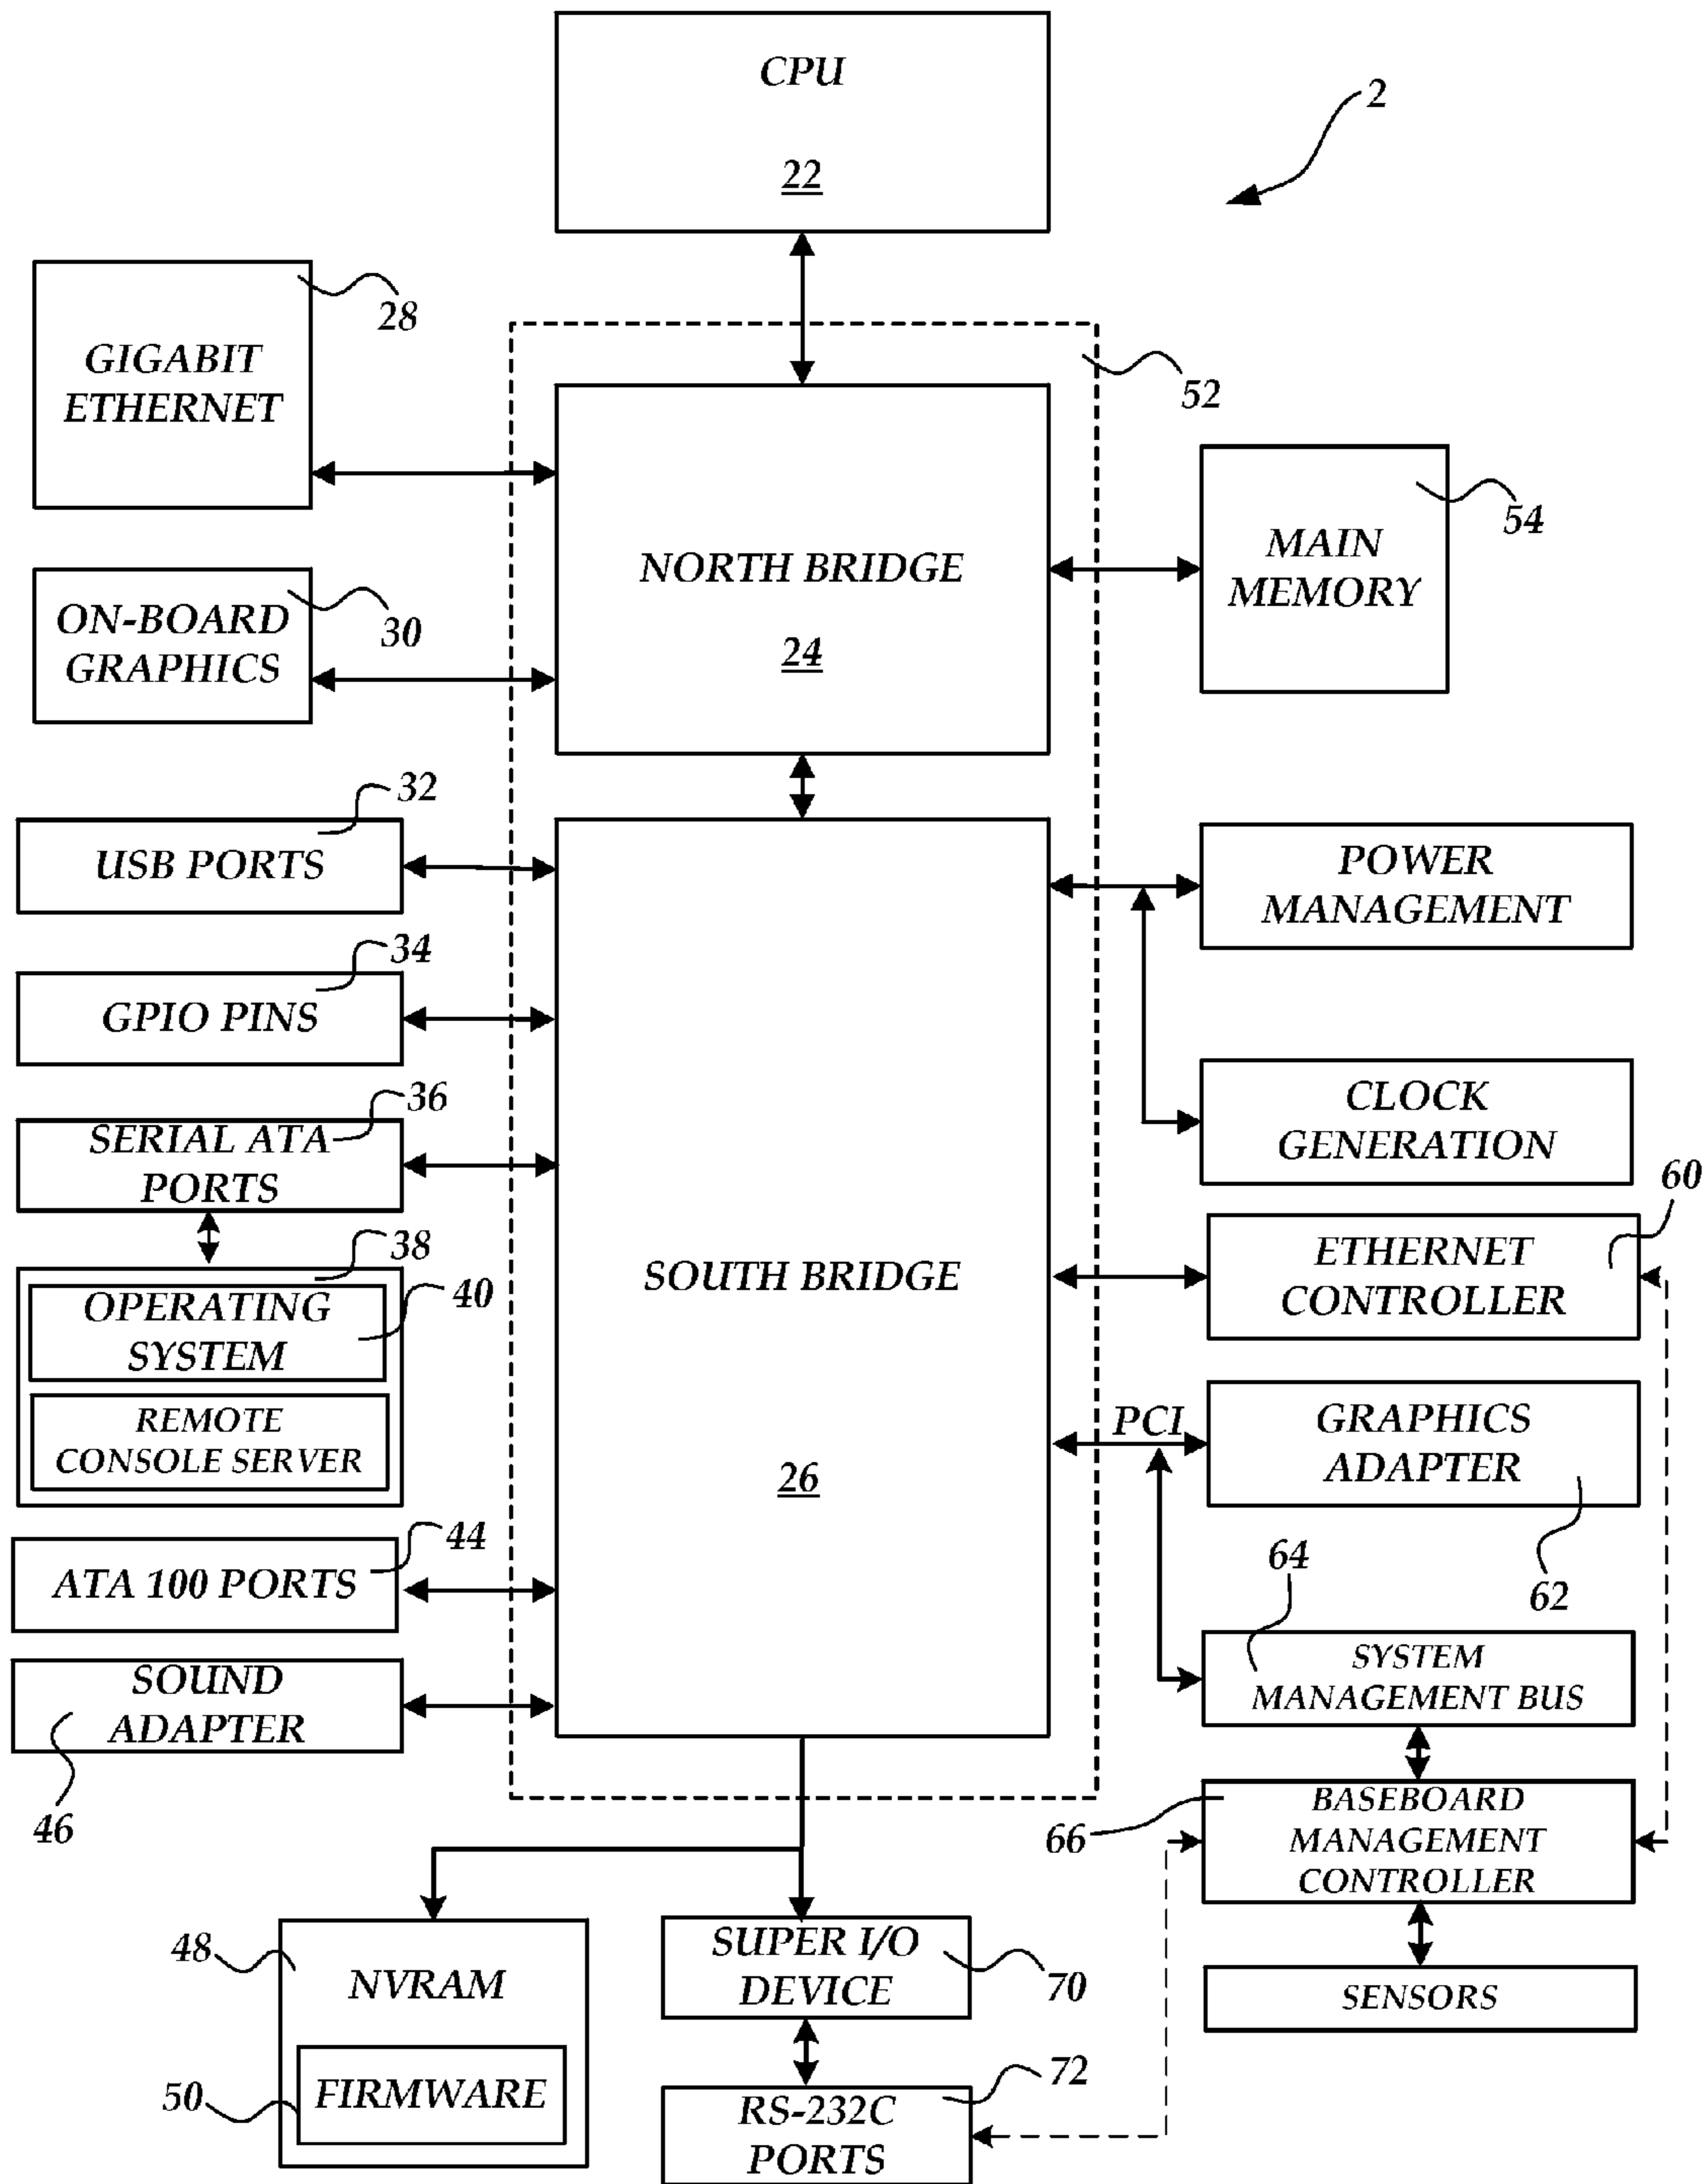 CPU
22
2
28
GIGABIT
ETHERNET
52
NORTH BRIDGE
24
54
MAIN
MEMORY
30
ON-BOARD
GRAPHICS
32
USB PORTS
POWER
MANAGEMENT
34
GPIO PINS
36
SERIAL ATA
PORTS
CLOCK
GENERATION
38
OPERATING
SYSTEM
40
REMOTE
CONSOLE SERVER
SOUTH BRIDGE
26
60
ETHERNET
CONTROLLER
PCI
GRAPHICS
ADAPTER
62
44
ATA 100 PORTS
SOUND
ADAPTER
46
64
SYSTEM
MANAGEMENT BUS
66
BASEBOARD
MANAGEMENT
CONTROLLER
SENSORS
48
NVRAM
50
FIRMWARE
SUPER I/O
DEVICE
70
72
RS-232C
PORTS